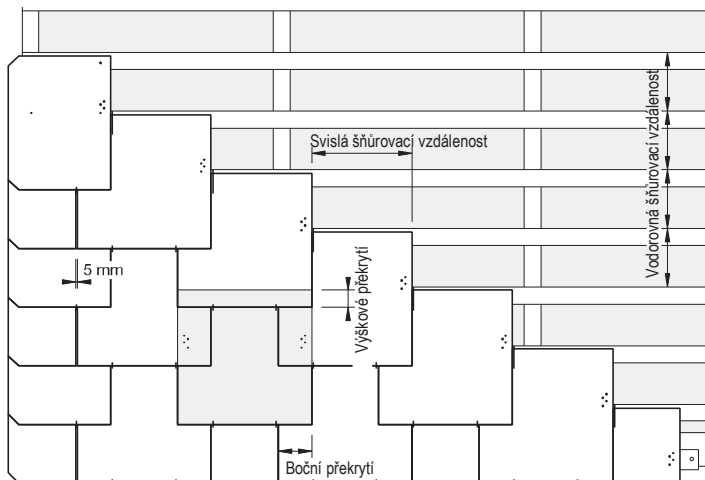 Svislá šňůrovací vzdálenost
Vodorovná šňůrovací vzdálenost
5 mm
Výškové překrytí
Boční překrytí